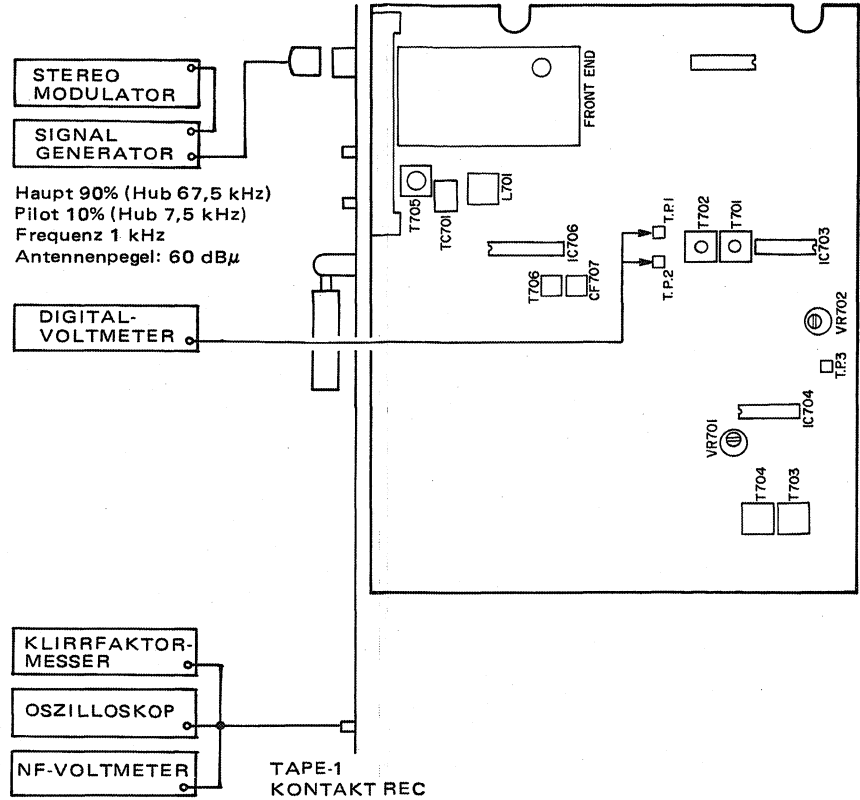 STEREO
MODULATOR
SIGNAL
GENERATOR
Haupt 90% (Hub 67,5 kHz)
Pilot 10% (Hub 7,5 kHz)
Frequenz 1 kHz
Antennenpegel: 60 dBμ
DIGITAL-
VOLTMETER
KLIRRFAKTOR-
MESSER
OSZILLOSKOP
NF-VOLTMETER
TAPE-1
KONTAKT REC
FRONT END
T705
TC701
L701
IC706
T706
CF707
T.P.1
T.P.2
T702
T701
IC703
VR702
T.P.3
IC704
VR701
T704
T703